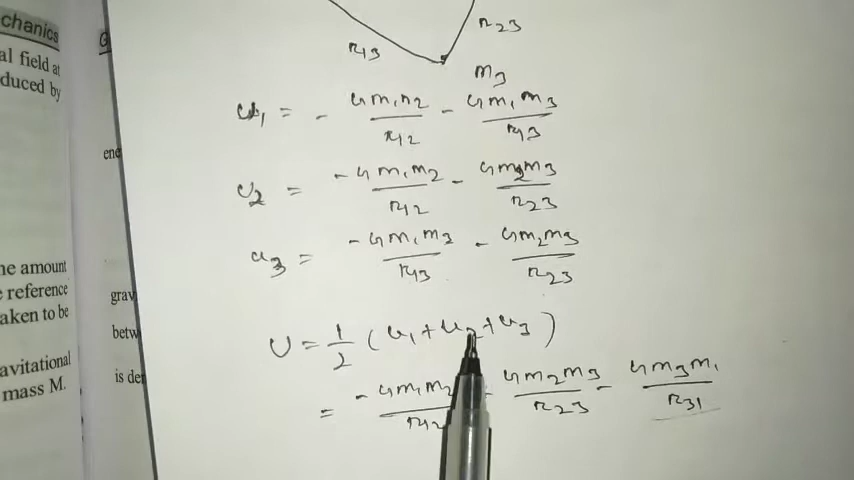 chanics
al field at
duced by
ne amount
e reference
aken to be
avitational
mass M.
G
ene
grav
betw
is der
r13 r23
m3
u1 = - Gm1m2/r12 - Gm1m3/r13
u2 = -Gm1m2/r12 - Gm2m3/r23
u3 = -Gm1m3/r13 - Gm2m3/r23
U = 1/2 (u1+u2+u3)
= -Gm1m2/r12 - Gm2m3/r23 - Gm3m1/r31